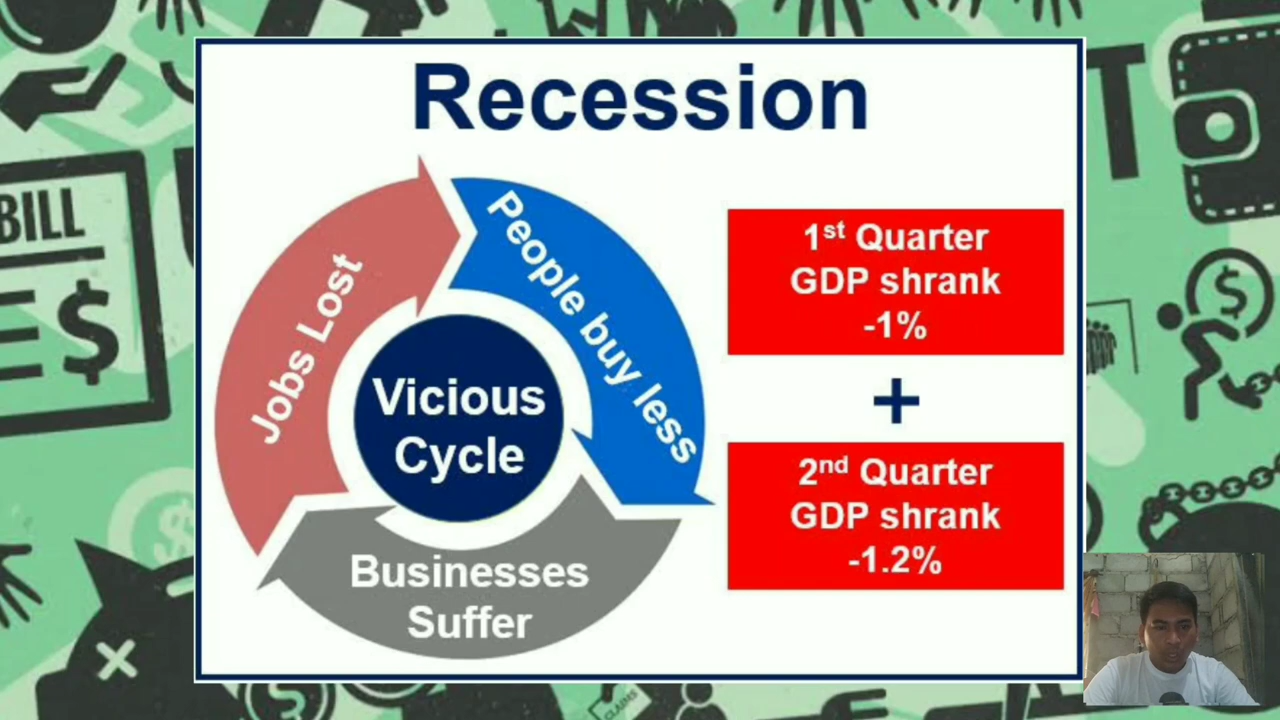 Recession
Jobs Lost
People buy less
Vicious
Cycle
Businesses
Suffer
1st Quarter
GDP shrank
-1%
+
2nd Quarter
GDP shrank
-1.2%
BILL
$
T
$
$
CLAIMS